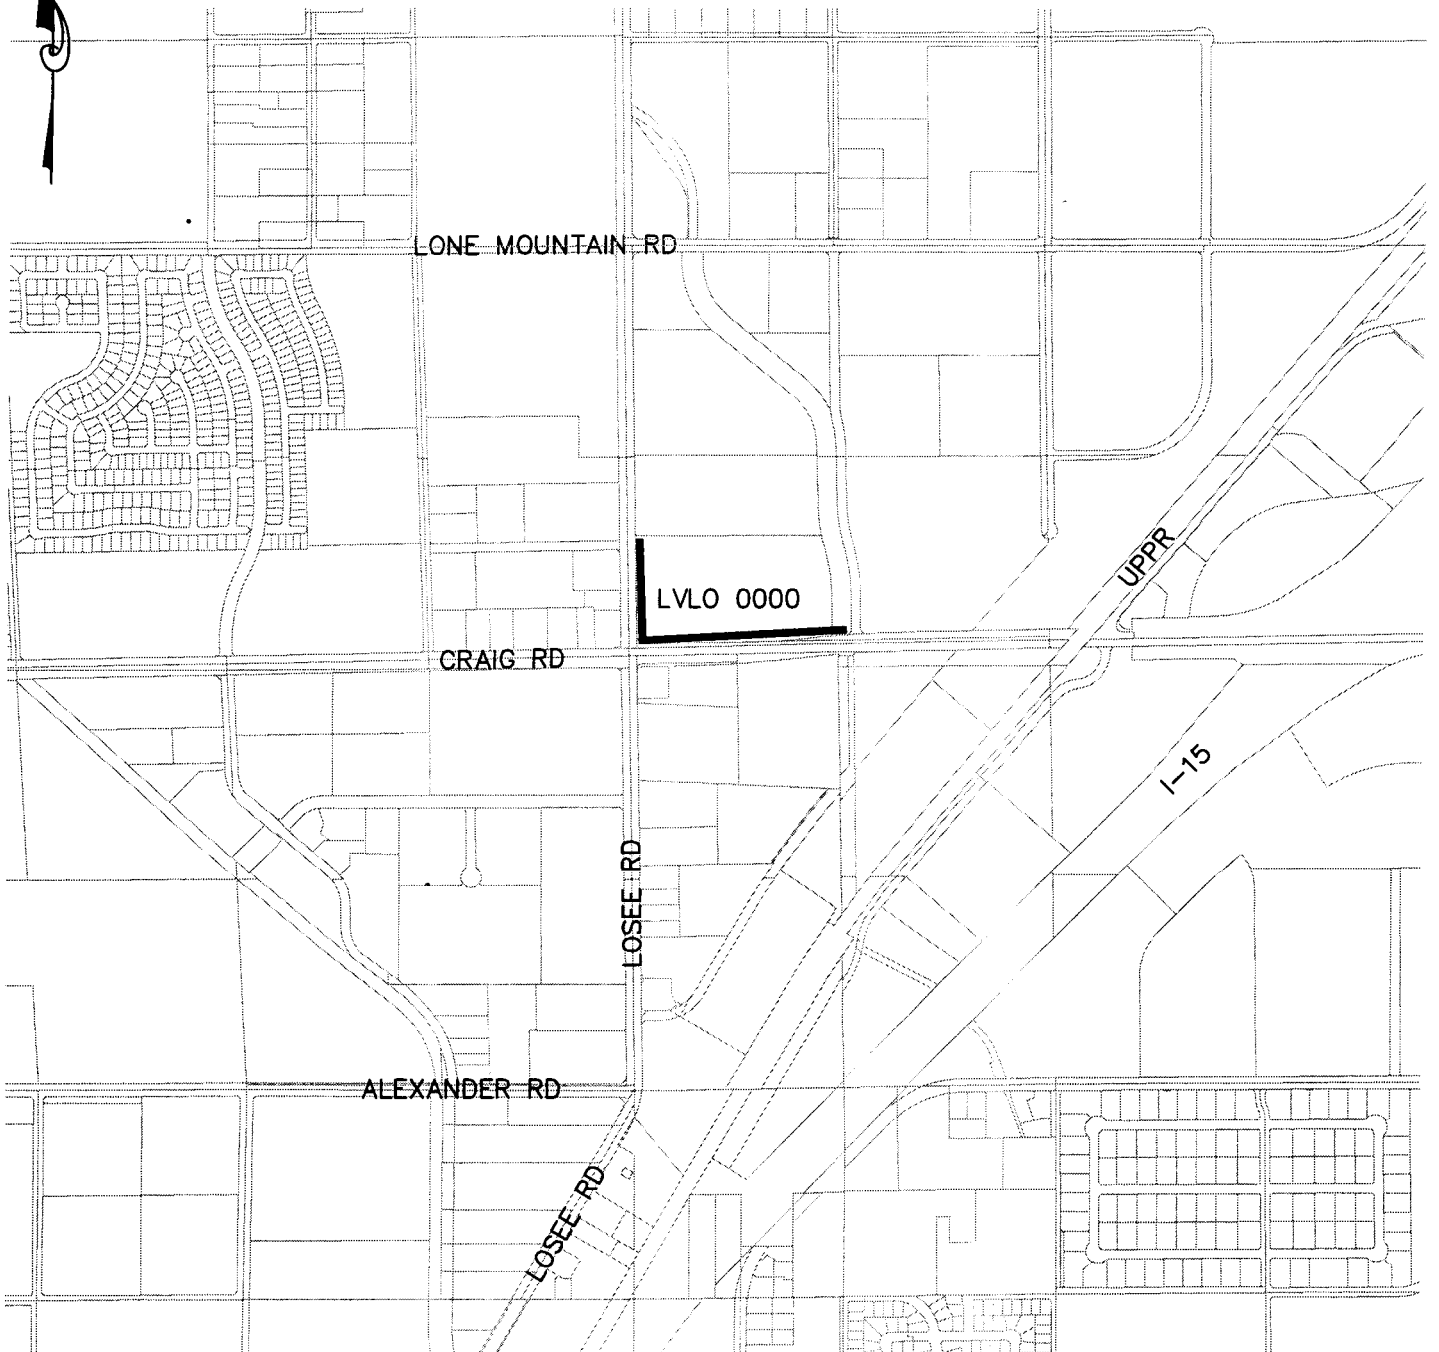 LONE MOUNTAIN RD
UPPR
LVLO 0000
CRAIG RD
I-15
LOSEE RD
ALEXANDER RD
LOSEE RD